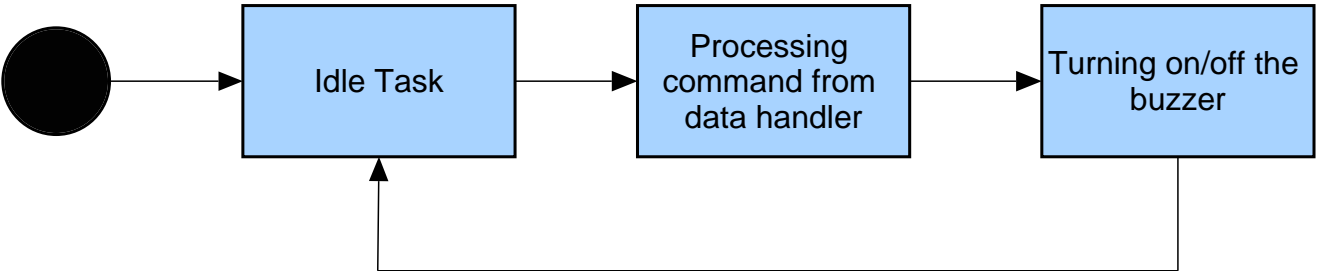 Idle Task
Processing
command from
data handler
Turning on/off the
buzzer